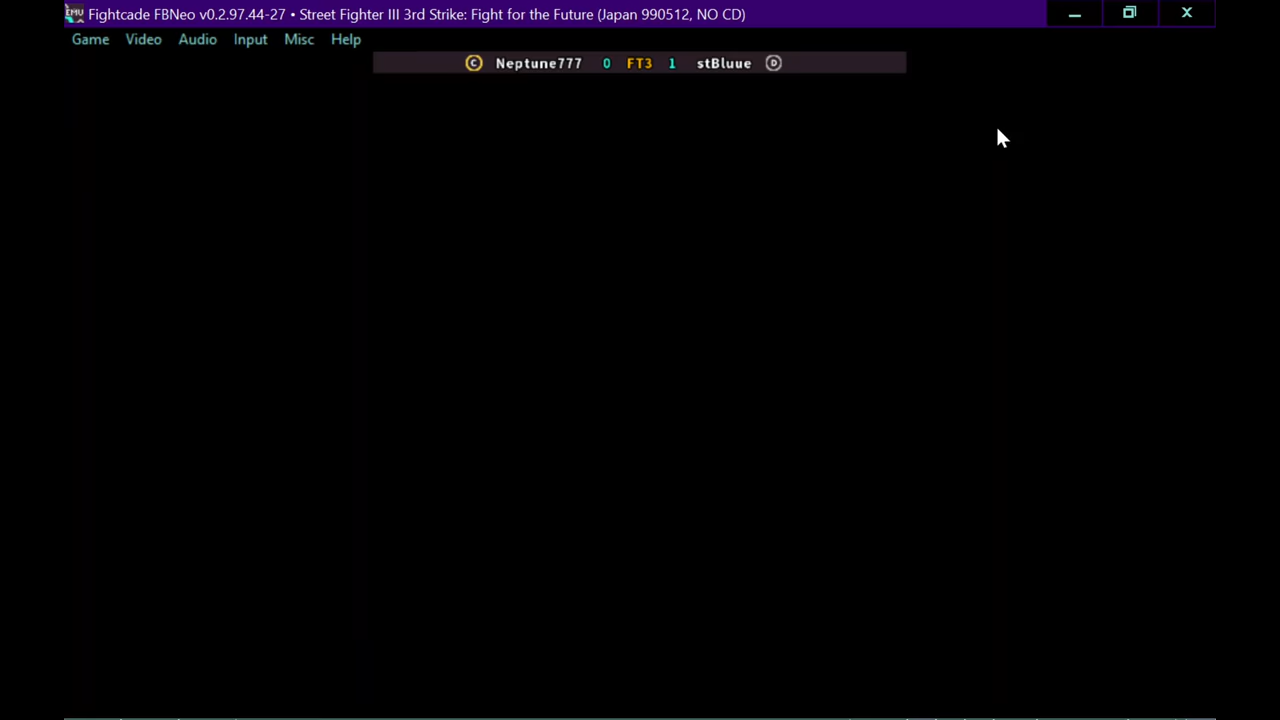 Fightcade FBNeo v0.2.97.44-27 • Street Fighter III 3rd Strike: Fight for the Future (Japan 990512, NO CD)
Game Video Audio Input Misc Help
C Neptune777 0 FT3 1 stBluue D